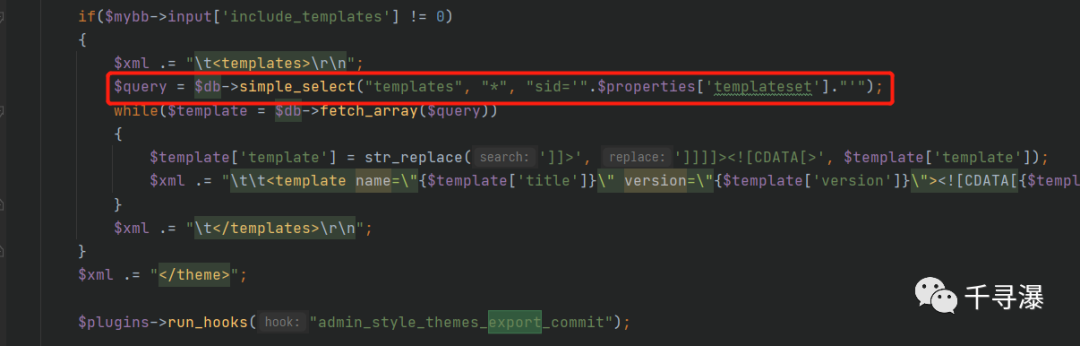 if($mybb->input['include_templates'] != 0)
{
$xml .= "\t<templates>\r\n";
$query = $db->simple_select("templates", "*", "sid='".$properties['templateset']."'");
while($template = $db->fetch_array($query))
{
$template['template'] = str_replace( search: ']]>', replace: ']]]]><![CDATA[>', $template['template']);
$xml .= "\t\t<template name=\"{$template['title']}\" version=\"{$template['version']}\"><![CDATA[{$templ
}
$xml .= "\t</templates>\r\n";
}
$xml .= "</theme>";
$plugins->run_hooks( hook: "admin_style_themes_export_commit");
千寻瀑